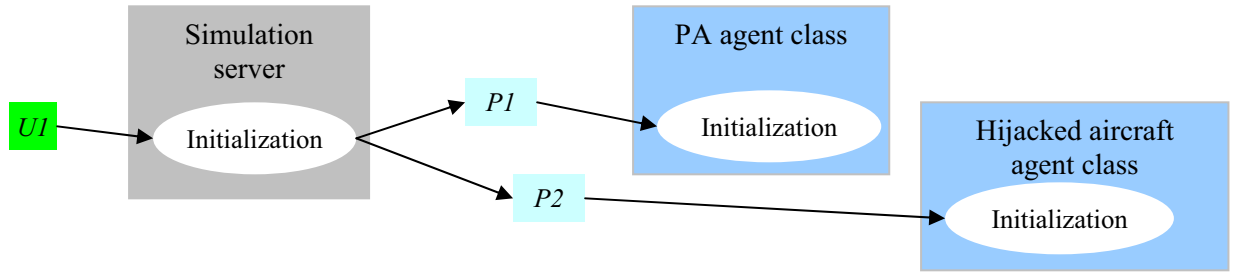 U1
Simulation
server
Initialization
P1
P2
PA agent class
Initialization
Hijacked aircraft
agent class
Initialization